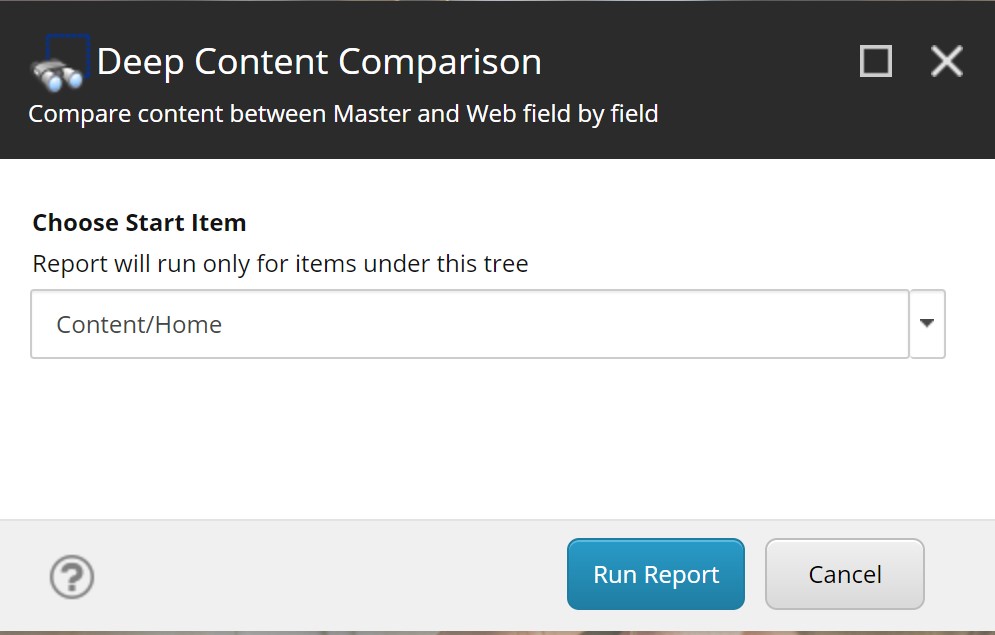 Deep Content Comparison
Compare content between Master and Web field by field
Choose Start Item
Report will run only for items under this tree
Content/Home
?
Run Report
Cancel